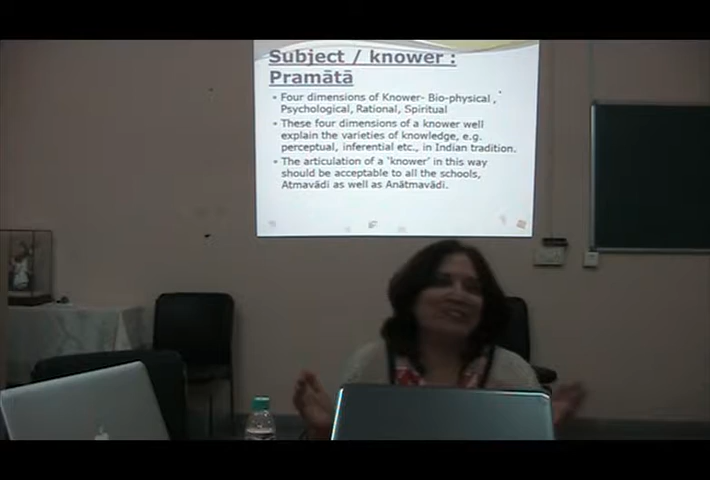 Subject / knower :
Pramātā
Four dimensions of Knower- Bio-physical ,
Psychological, Rational, Spiritual
These four dimensions of a knower well
explain the varieties of knowledge, e.g.
perceptual, inferential etc., in Indian tradition.
The articulation of a 'knower' in this way
should be acceptable to all the schools,
Atmavādi as well as Anātmavādi.